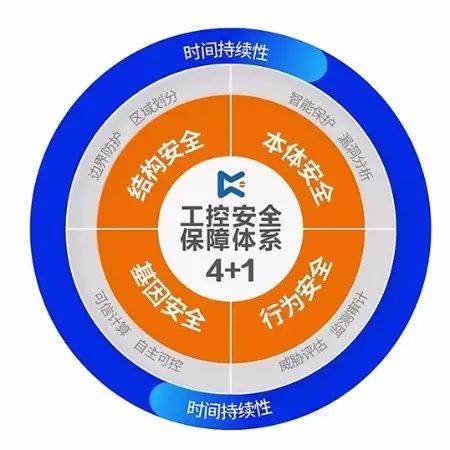 时间持续性
边界防护 区域划分
智能保护 漏洞分析
结构安全
本体安全
工控安全
保障体系
4+1
基因安全
行为安全
可信计算 自主可控
威胁评估 监测审计
时间持续性